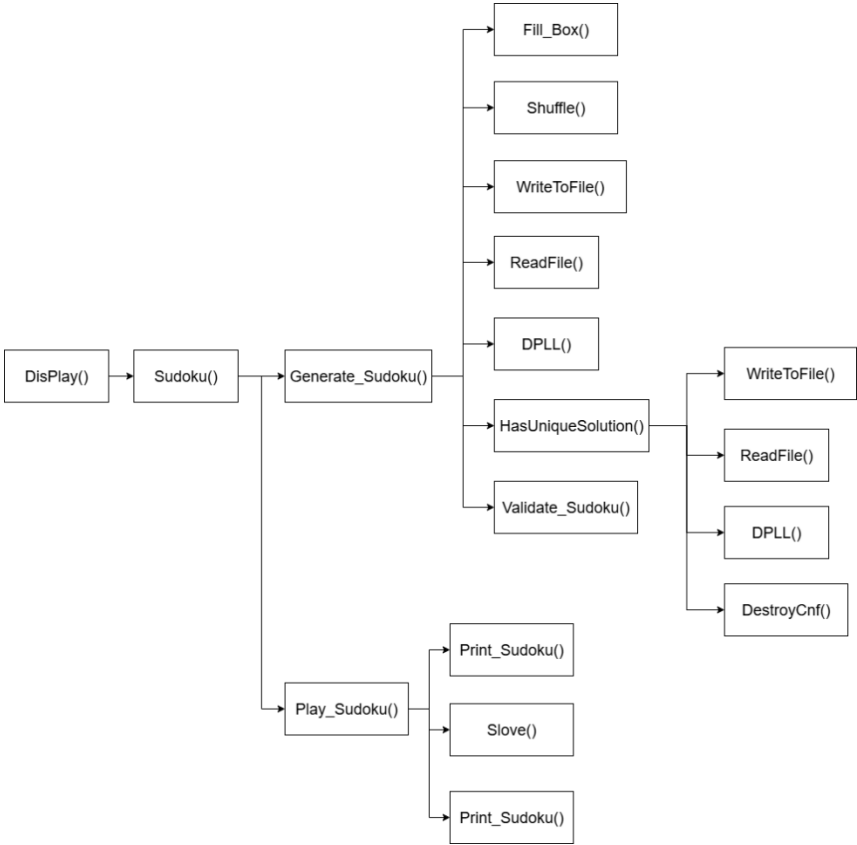 Fill_Box()
Shuffle()
WriteToFile()
ReadFile()
DPLL()
DisPlay()
Sudoku()
Generate_Sudoku()
HasUniqueSolution()
Validate_Sudoku()
WriteToFile()
ReadFile()
DPLL()
DestroyCnf()
Play_Sudoku()
Print_Sudoku()
Slove()
Print_Sudoku()